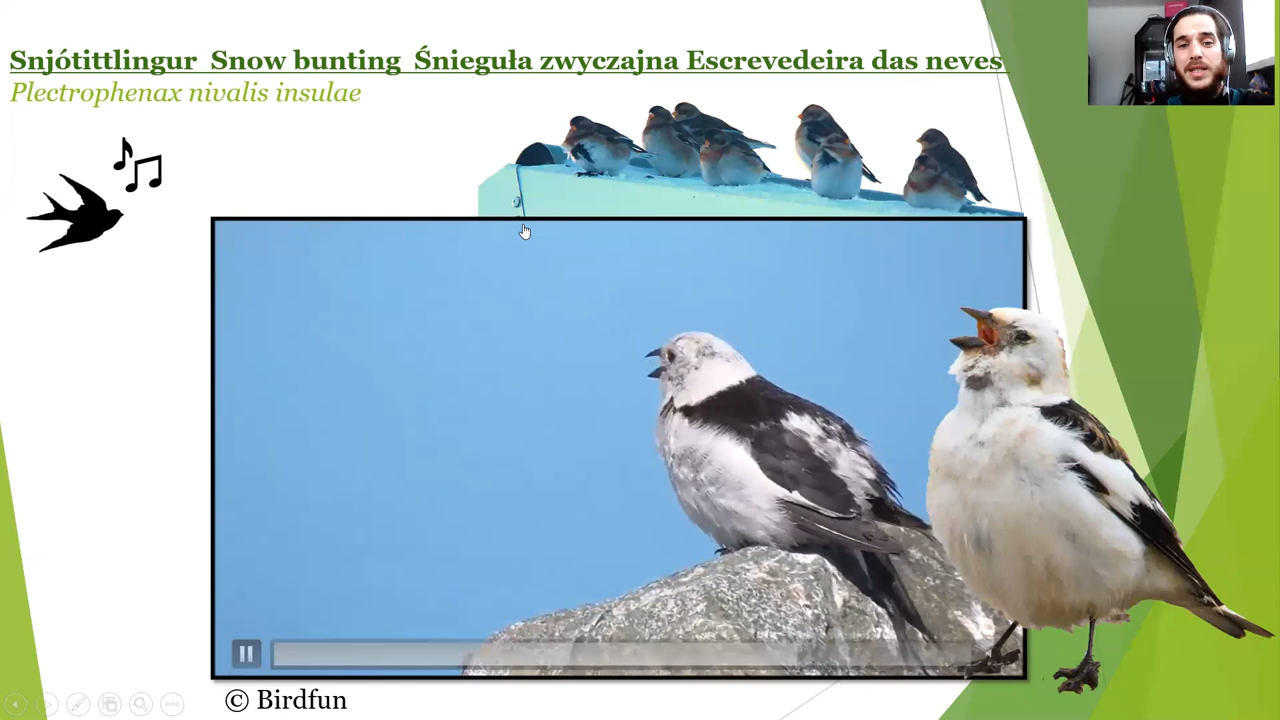 Snjótittlingur Snow bunting Śnieguła zwyczajna Escrevedeira das neves
Plectrophenax nivalis insulae
© Birdfun